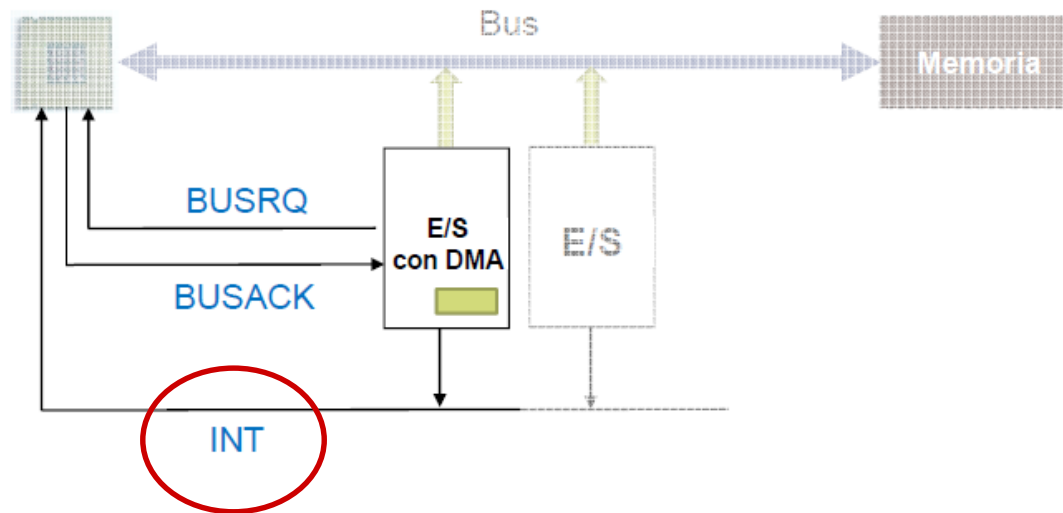 Bus
Memoria
BUSRQ
E/S
con DMA
E/S
BUSACK
INT